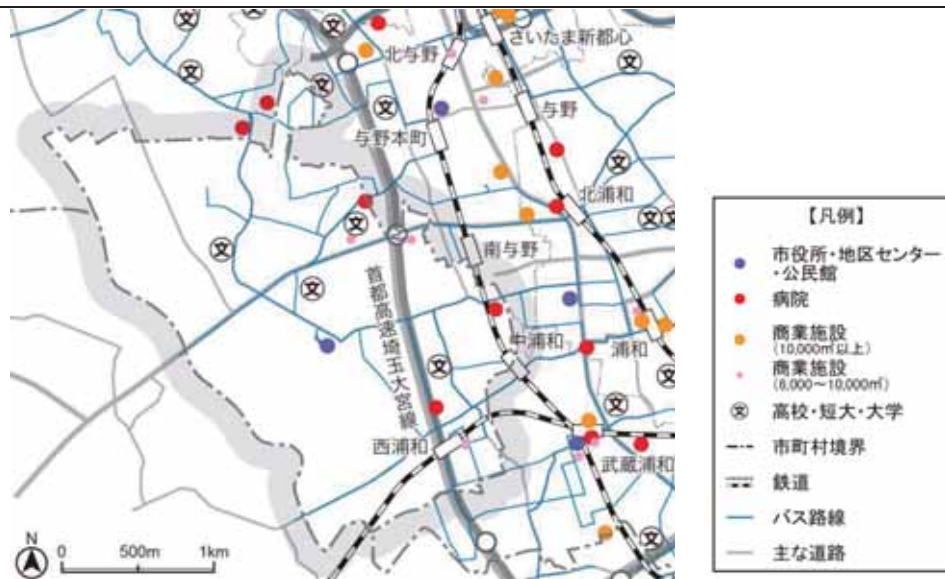 さいたま新都心
北与野
与野
与野本町
北浦和
南与野
首都高速埼玉大宮線
中浦和
浦和
西浦和
武蔵浦和
文
N
0 500m 1km
【凡例】
市役所・地区センター
・公民館
病院
商業施設
(10,000㎡以上)
商業施設
(6,000～10,000㎡)
文 高校・短大・大学
市町村境界
鉄道
バス路線
主な道路